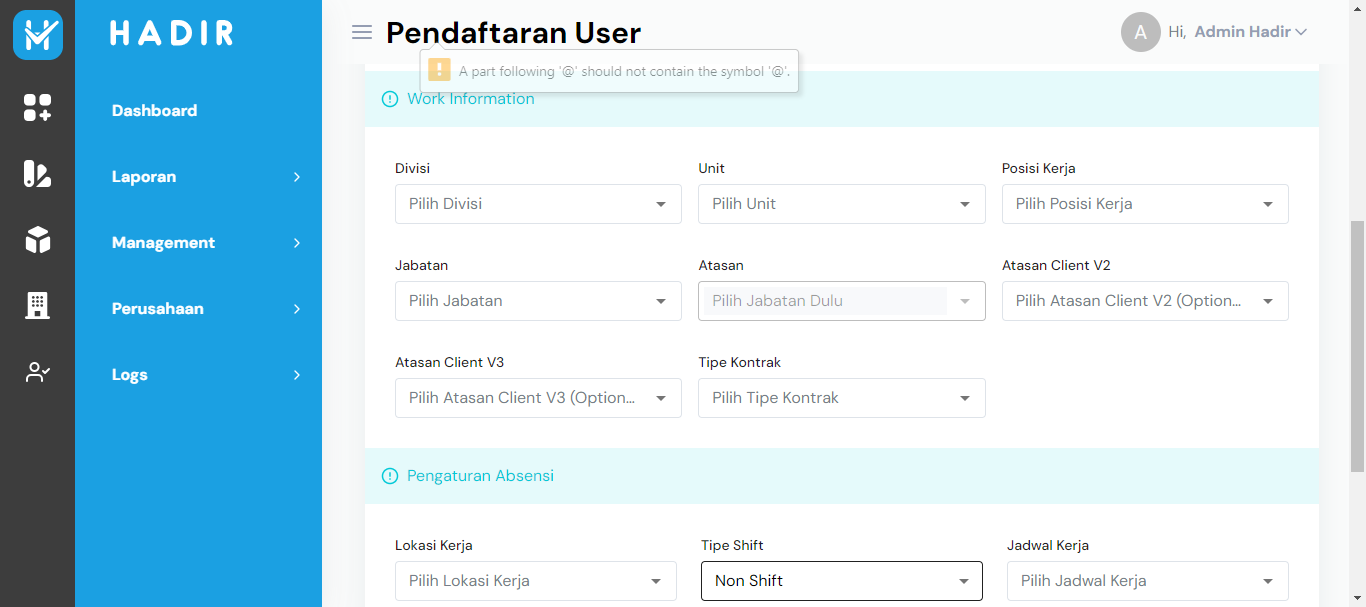 HADIR
Dashboard
Laporan
Management
Perusahaan
Logs
Pendaftaran User
A Hi, Admin Hadir
! A part following '@' should not contain the symbol '@'.
Work Information
Divisi Unit Posisi Kerja
Pilih Divisi Pilih Unit Pilih Posisi Kerja
Jabatan Atasan Atasan Client V2
Pilih Jabatan Pilih Jabatan Dulu Pilih Atasan Client V2 (Option...
Atasan Client V3 Tipe Kontrak
Pilih Atasan Client V3 (Option... Pilih Tipe Kontrak
Pengaturan Absensi
Lokasi Kerja Tipe Shift Jadwal Kerja
Pilih Lokasi Kerja Non Shift Pilih Jadwal Kerja